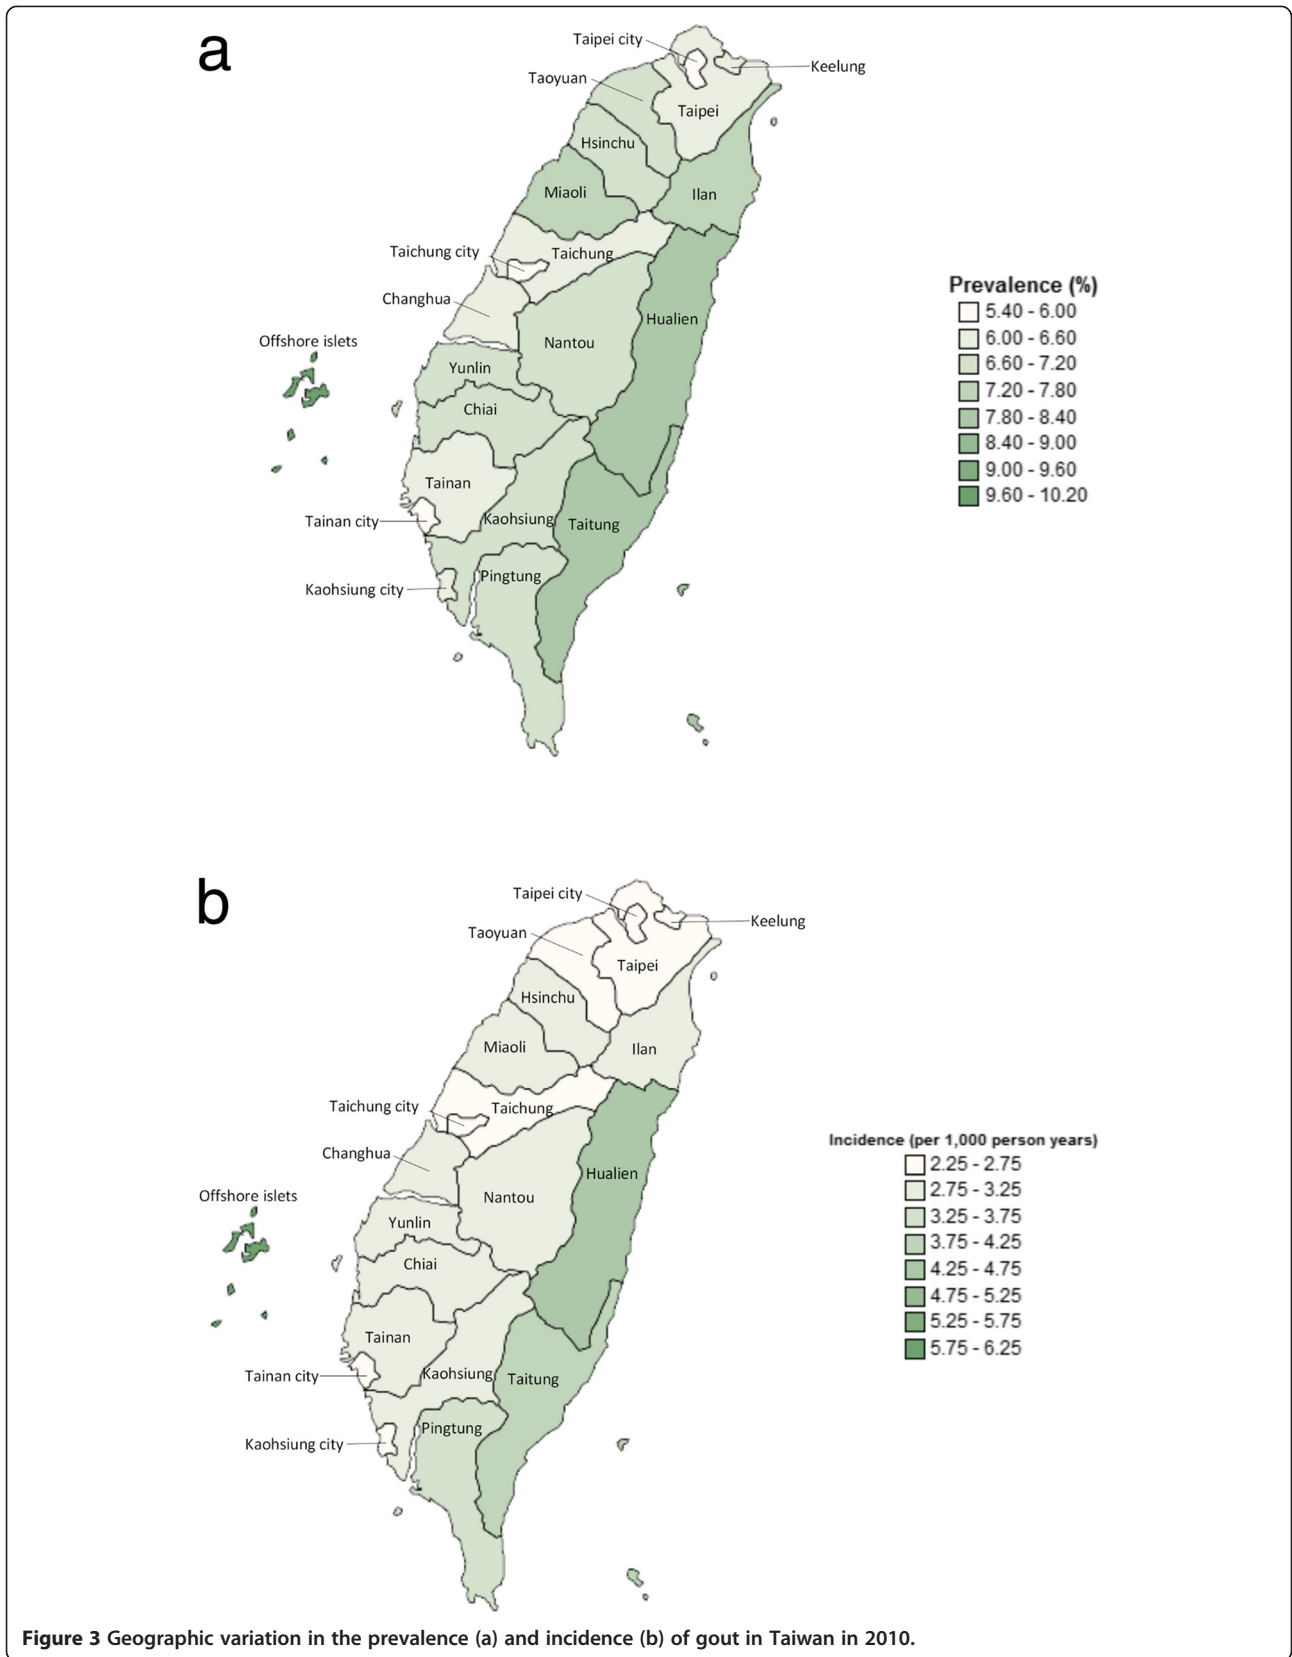 a
Taipei city
Keelung
Taoyuan
Taipei
Hsinchu
Miaoli
Ilan
Taichung city
Taichung
Changhua
Hualien
Offshore islets
Nantou
Yunlin
Chiai
Tainan
Tainan city
Kaohsiung
Taitung
Pingtung
Kaohsiung city
Prevalence (%)
5.40 - 6.00
6.00 - 6.60
6.60 - 7.20
7.20 - 7.80
7.80 - 8.40
8.40 - 9.00
9.00 - 9.60
9.60 - 10.20
b
Taipei city
Keelung
Taoyuan
Taipei
Hsinchu
Miaoli
Ilan
Taichung city
Taichung
Changhua
Hualien
Offshore islets
Nantou
Yunlin
Chiai
Tainan
Tainan city
Kaohsiung
Taitung
Pingtung
Kaohsiung city
Incidence (per 1,000 person years)
2.25 - 2.75
2.75 - 3.25
3.25 - 3.75
3.75 - 4.25
4.25 - 4.75
4.75 - 5.25
5.25 - 5.75
5.75 - 6.25
Figure 3 Geographic variation in the prevalence (a) and incidence (b) of gout in Taiwan in 2010.